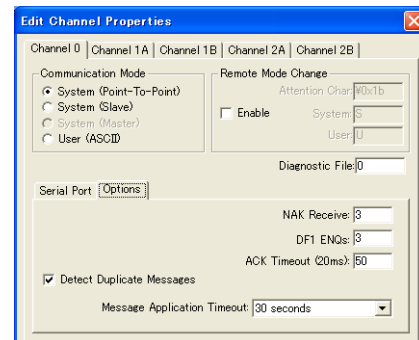 Edit Channel Properties
Channel 0 Channel 1A Channel 1B Channel 2A Channel 2B
Communication Mode
System (Point-To-Point)
System (Slave)
System (Master)
User (ASCII)
Remote Mode Change
Attention Char: ¥0x1b
Enable System: S
User: U
Diagnostic File: 0
Serial Port Options
NAK Receive: 3
DF1 ENQs: 3
ACK Timeout (20ms): 50
Detect Duplicate Messages
Message Application Timeout: 30 seconds